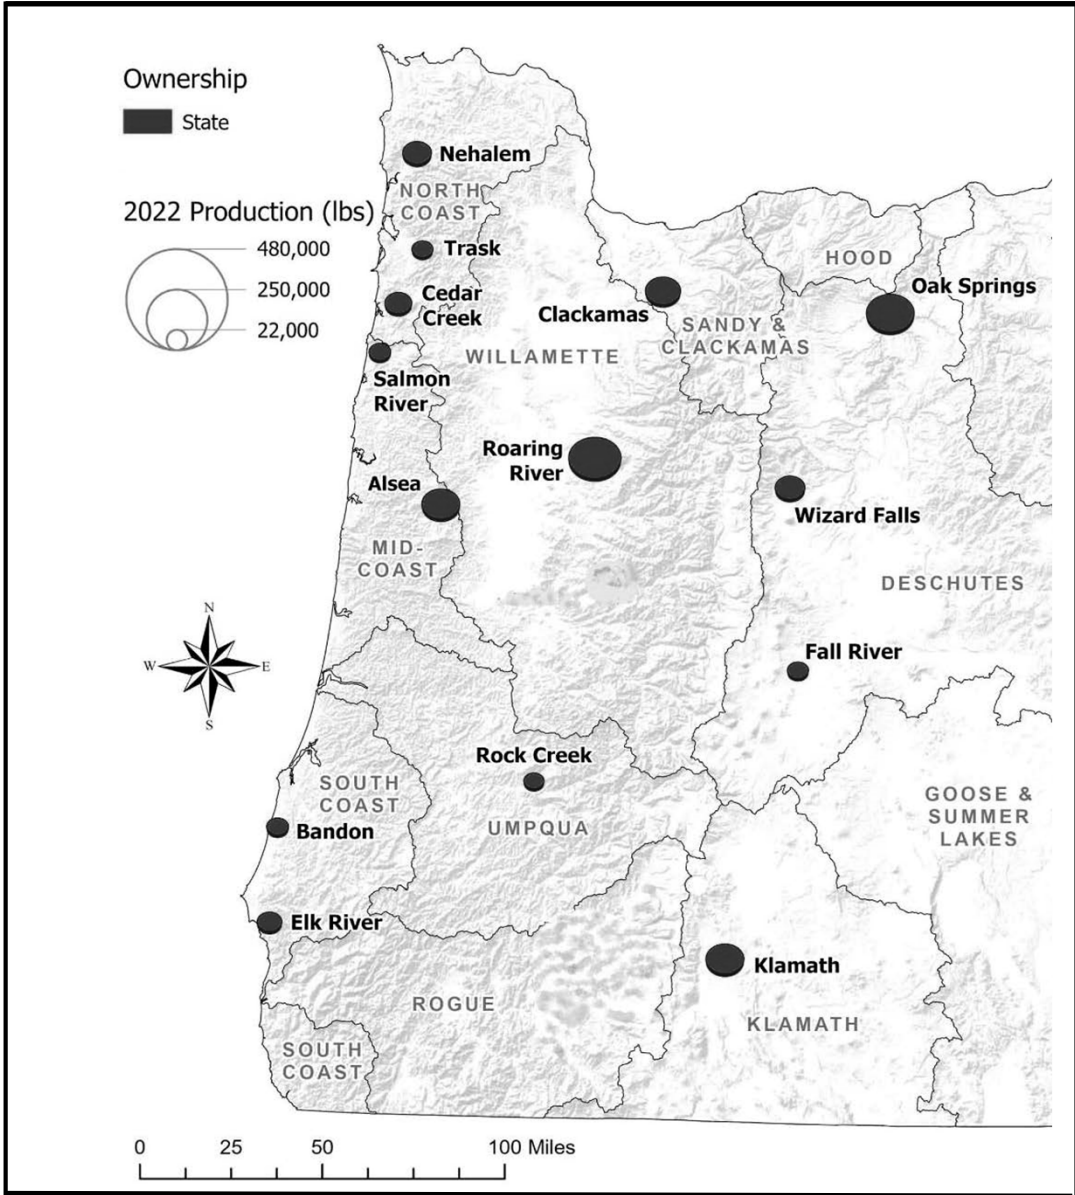 Ownership
State
2022 Production (lbs)
480,000
250,000
22,000
Nehalem
NORTH
COAST
Trask
Cedar
Creek
Salmon
River
Clackamas
HOOD
Oak Springs
SANDY &
CLACKAMAS
WILLAMETTE
Roaring
River
Alsea
Wizard Falls
MID-
COAST
DESCHUTES
N
W
E
S
Fall River
Rock Creek
SOUTH
COAST
UMPQUA
Bandon
GOOSE &
SUMMER
LAKES
Elk River
Klamath
ROGUE
KLAMATH
SOUTH
COAST
0 25 50 100 Miles